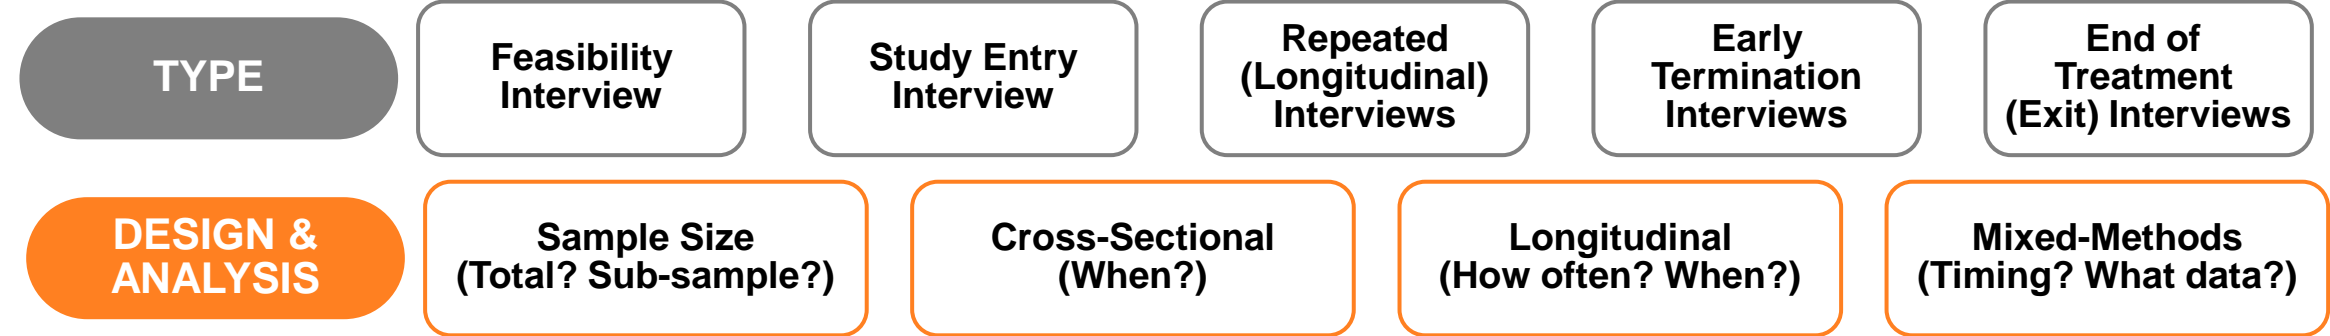 TYPE
Feasibility
Interview
Study Entry
Interview
Repeated
(Longitudinal)
Interviews
Early
Termination
Interviews
End of
Treatment
(Exit) Interviews
DESIGN &
ANALYSIS
Sample Size
(Total? Sub-sample?)
Cross-Sectional
(When?)
Longitudinal
(How often? When?)
Mixed-Methods
(Timing? What data?)